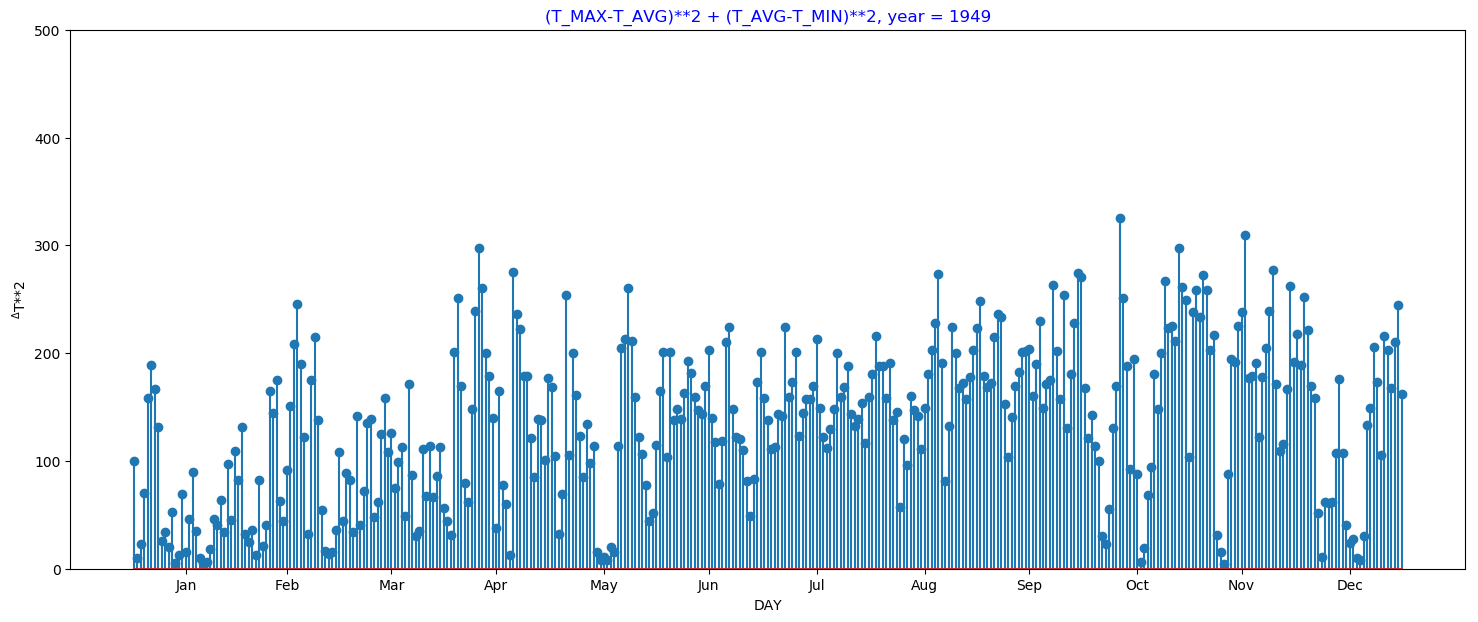 (T_MAX-T_AVG)**2 + (T_AVG-T_MIN)**2, year = 1949
500
400
300
200
100
0
ΔT**2
Jan Feb Mar Apr May Jun Jul Aug Sep Oct Nov Dec
DAY